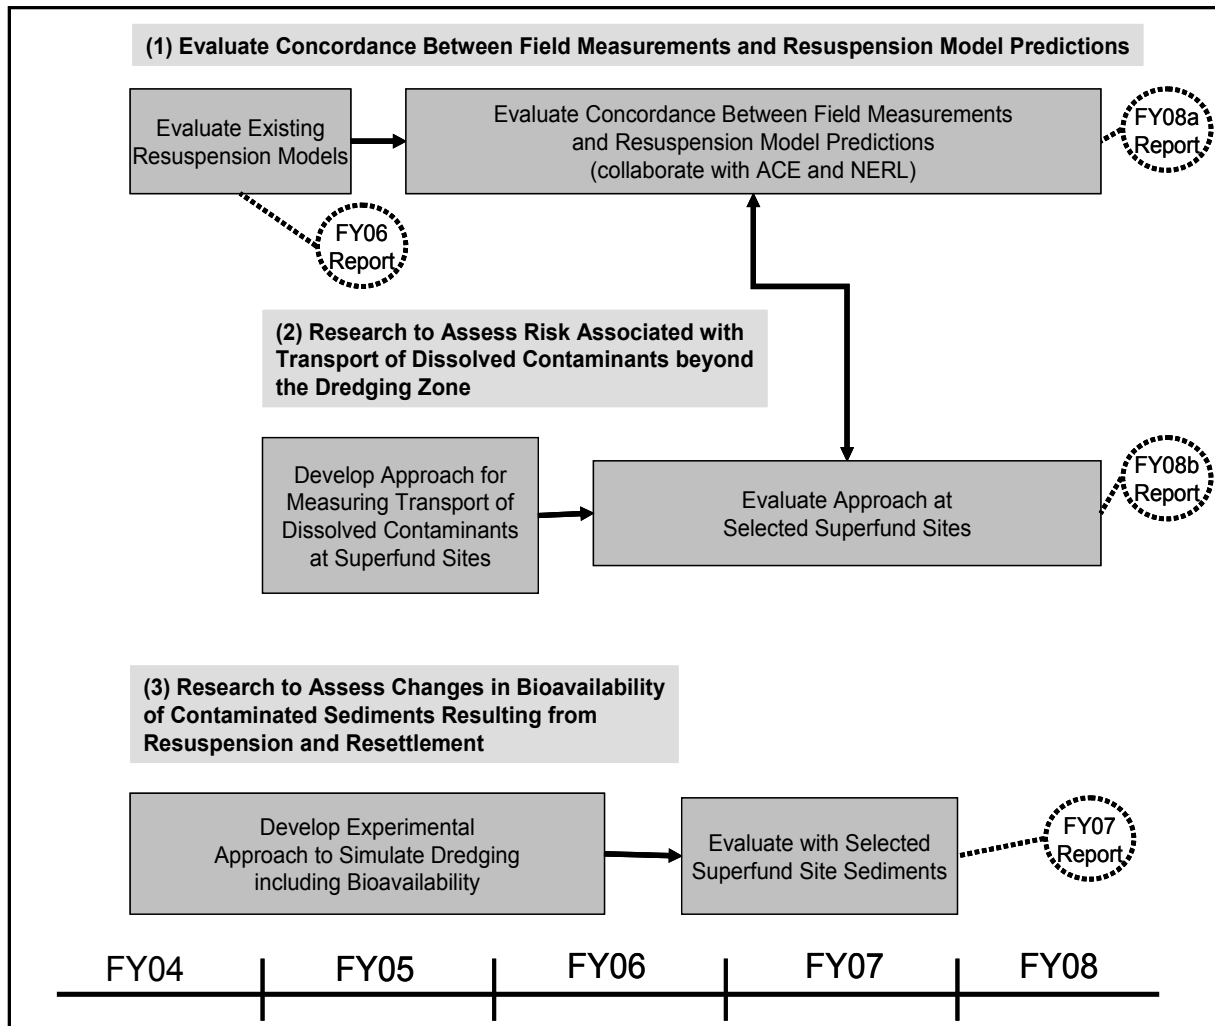 (1) Evaluate Concordance Between Field Measurements and Resuspension Model Predictions
Evaluate Existing
Resuspension Models
Evaluate Concordance Between Field Measurements
and Resuspension Model Predictions
(collaborate with ACE and NERL)
FY08a
Report
FY06
Report
(2) Research to Assess Risk Associated with
Transport of Dissolved Contaminants beyond
the Dredging Zone
Develop Approach for
Measuring Transport of
Dissolved Contaminants
at Superfund Sites
Evaluate Approach at
Selected Superfund Sites
FY08b
Report
(3) Research to Assess Changes in Bioavailability
of Contaminated Sediments Resulting from
Resuspension and Resettlement
Develop Experimental
Approach to Simulate Dredging
including Bioavailability
Evaluate with Selected
Superfund Site Sediments
FY07
Report
FY04 FY05 FY06 FY07 FY08